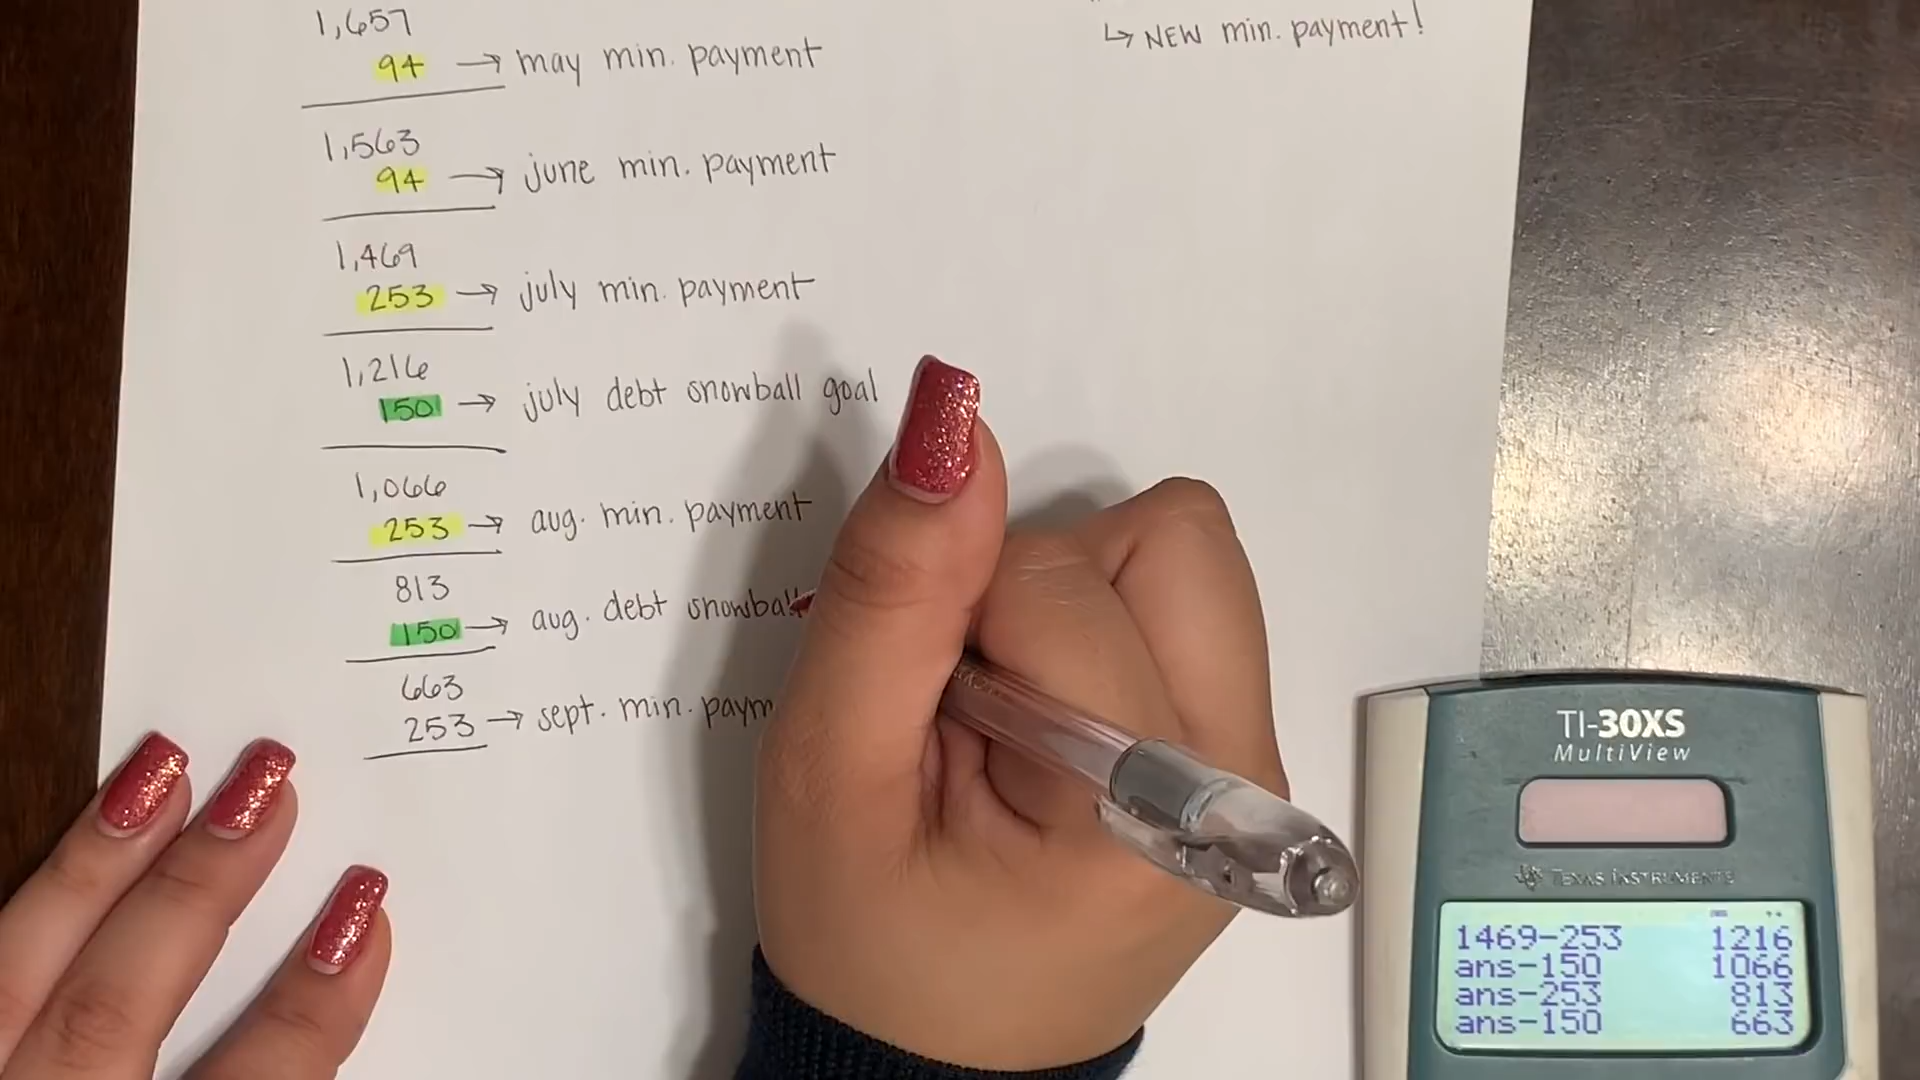 1,657
94 → may min. payment
↳ NEW min. payment!
1,563
94 → june min. payment
1,469
253 → july min. payment
1,216
150 → july debt snowball goal
1,066
253 → aug. min. payment
813
150 → aug. debt snowball
663
253 → sept. min. paym
TI-30XS
MultiView
TEXAS INSTRUMENTS
1469-253 1216
ans-150 1066
ans-253 813
ans-150 663